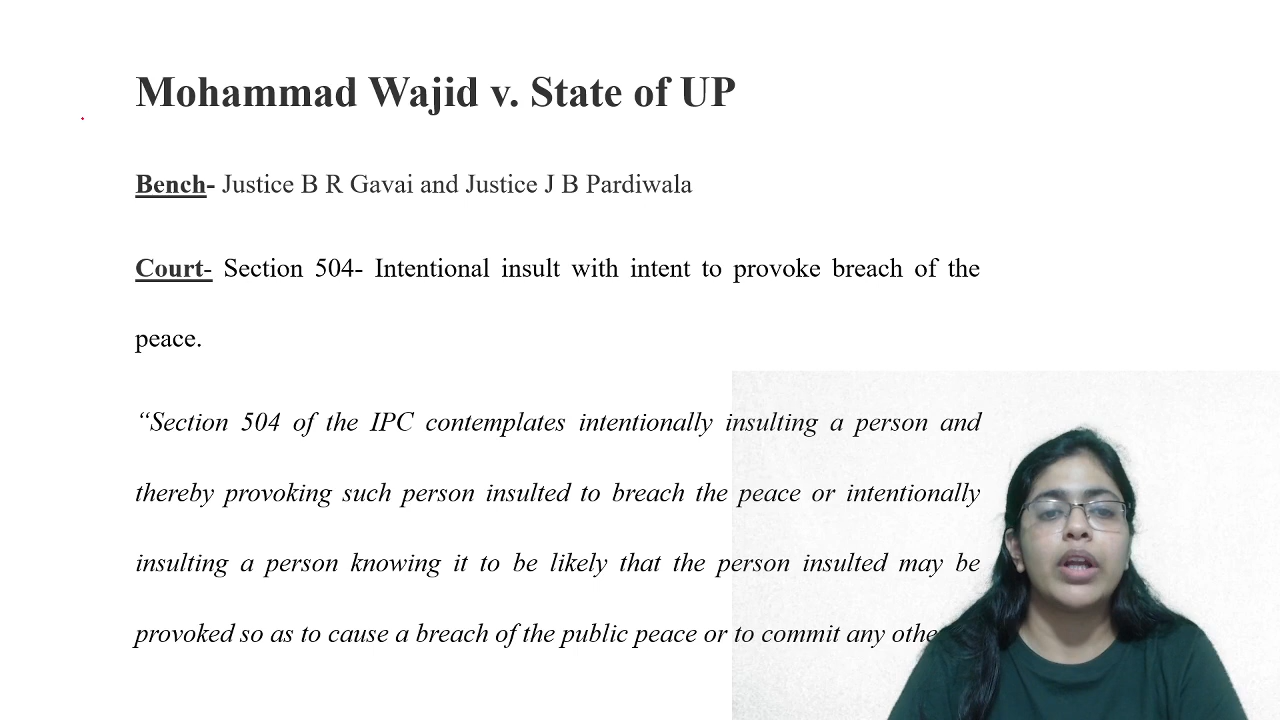 Mohammad Wajid v. State of UP
Bench- Justice B R Gavai and Justice J B Pardiwala
Court- Section 504- Intentional insult with intent to provoke breach of the
peace.
“Section 504 of the IPC contemplates intentionally insulting a person and
thereby provoking such person insulted to breach the peace or intentionally
insulting a person knowing it to be likely that the person insulted may be
provoked so as to cause a breach of the public peace or to commit any